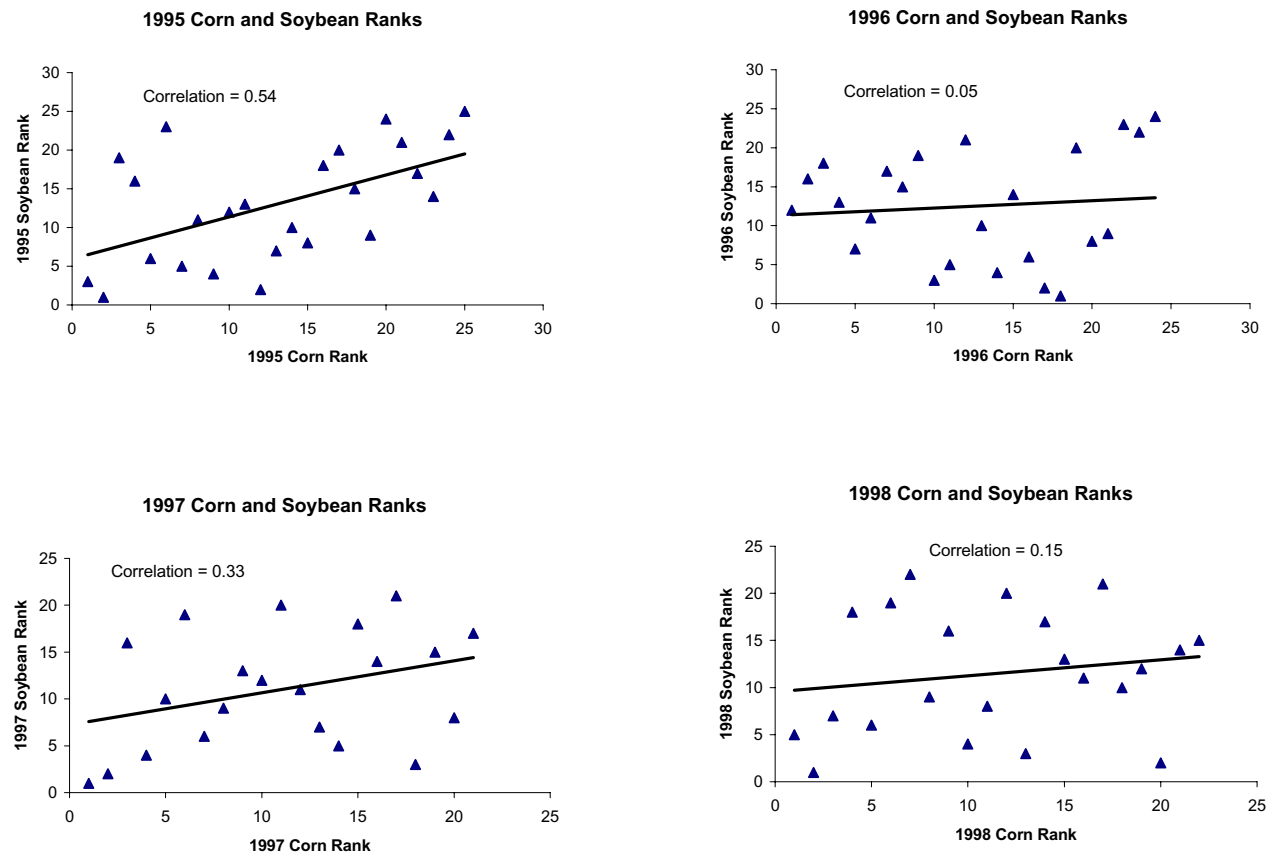 1995 Corn and Soybean Ranks
Correlation = 0.54
30
25
20
15
10
5
0
1995 Soybean Rank
0 5 10 15 20 25 30
1995 Corn Rank
1996 Corn and Soybean Ranks
Correlation = 0.05
30
25
20
15
10
5
0
1996 Soybean Rank
0 5 10 15 20 25 30
1996 Corn Rank
1997 Corn and Soybean Ranks
Correlation = 0.33
25
20
15
10
5
0
1997 Soybean Rank
0 5 10 15 20 25
1997 Corn Rank
1998 Corn and Soybean Ranks
Correlation = 0.15
25
20
15
10
5
0
1998 Soybean Rank
0 5 10 15 20 25
1998 Corn Rank